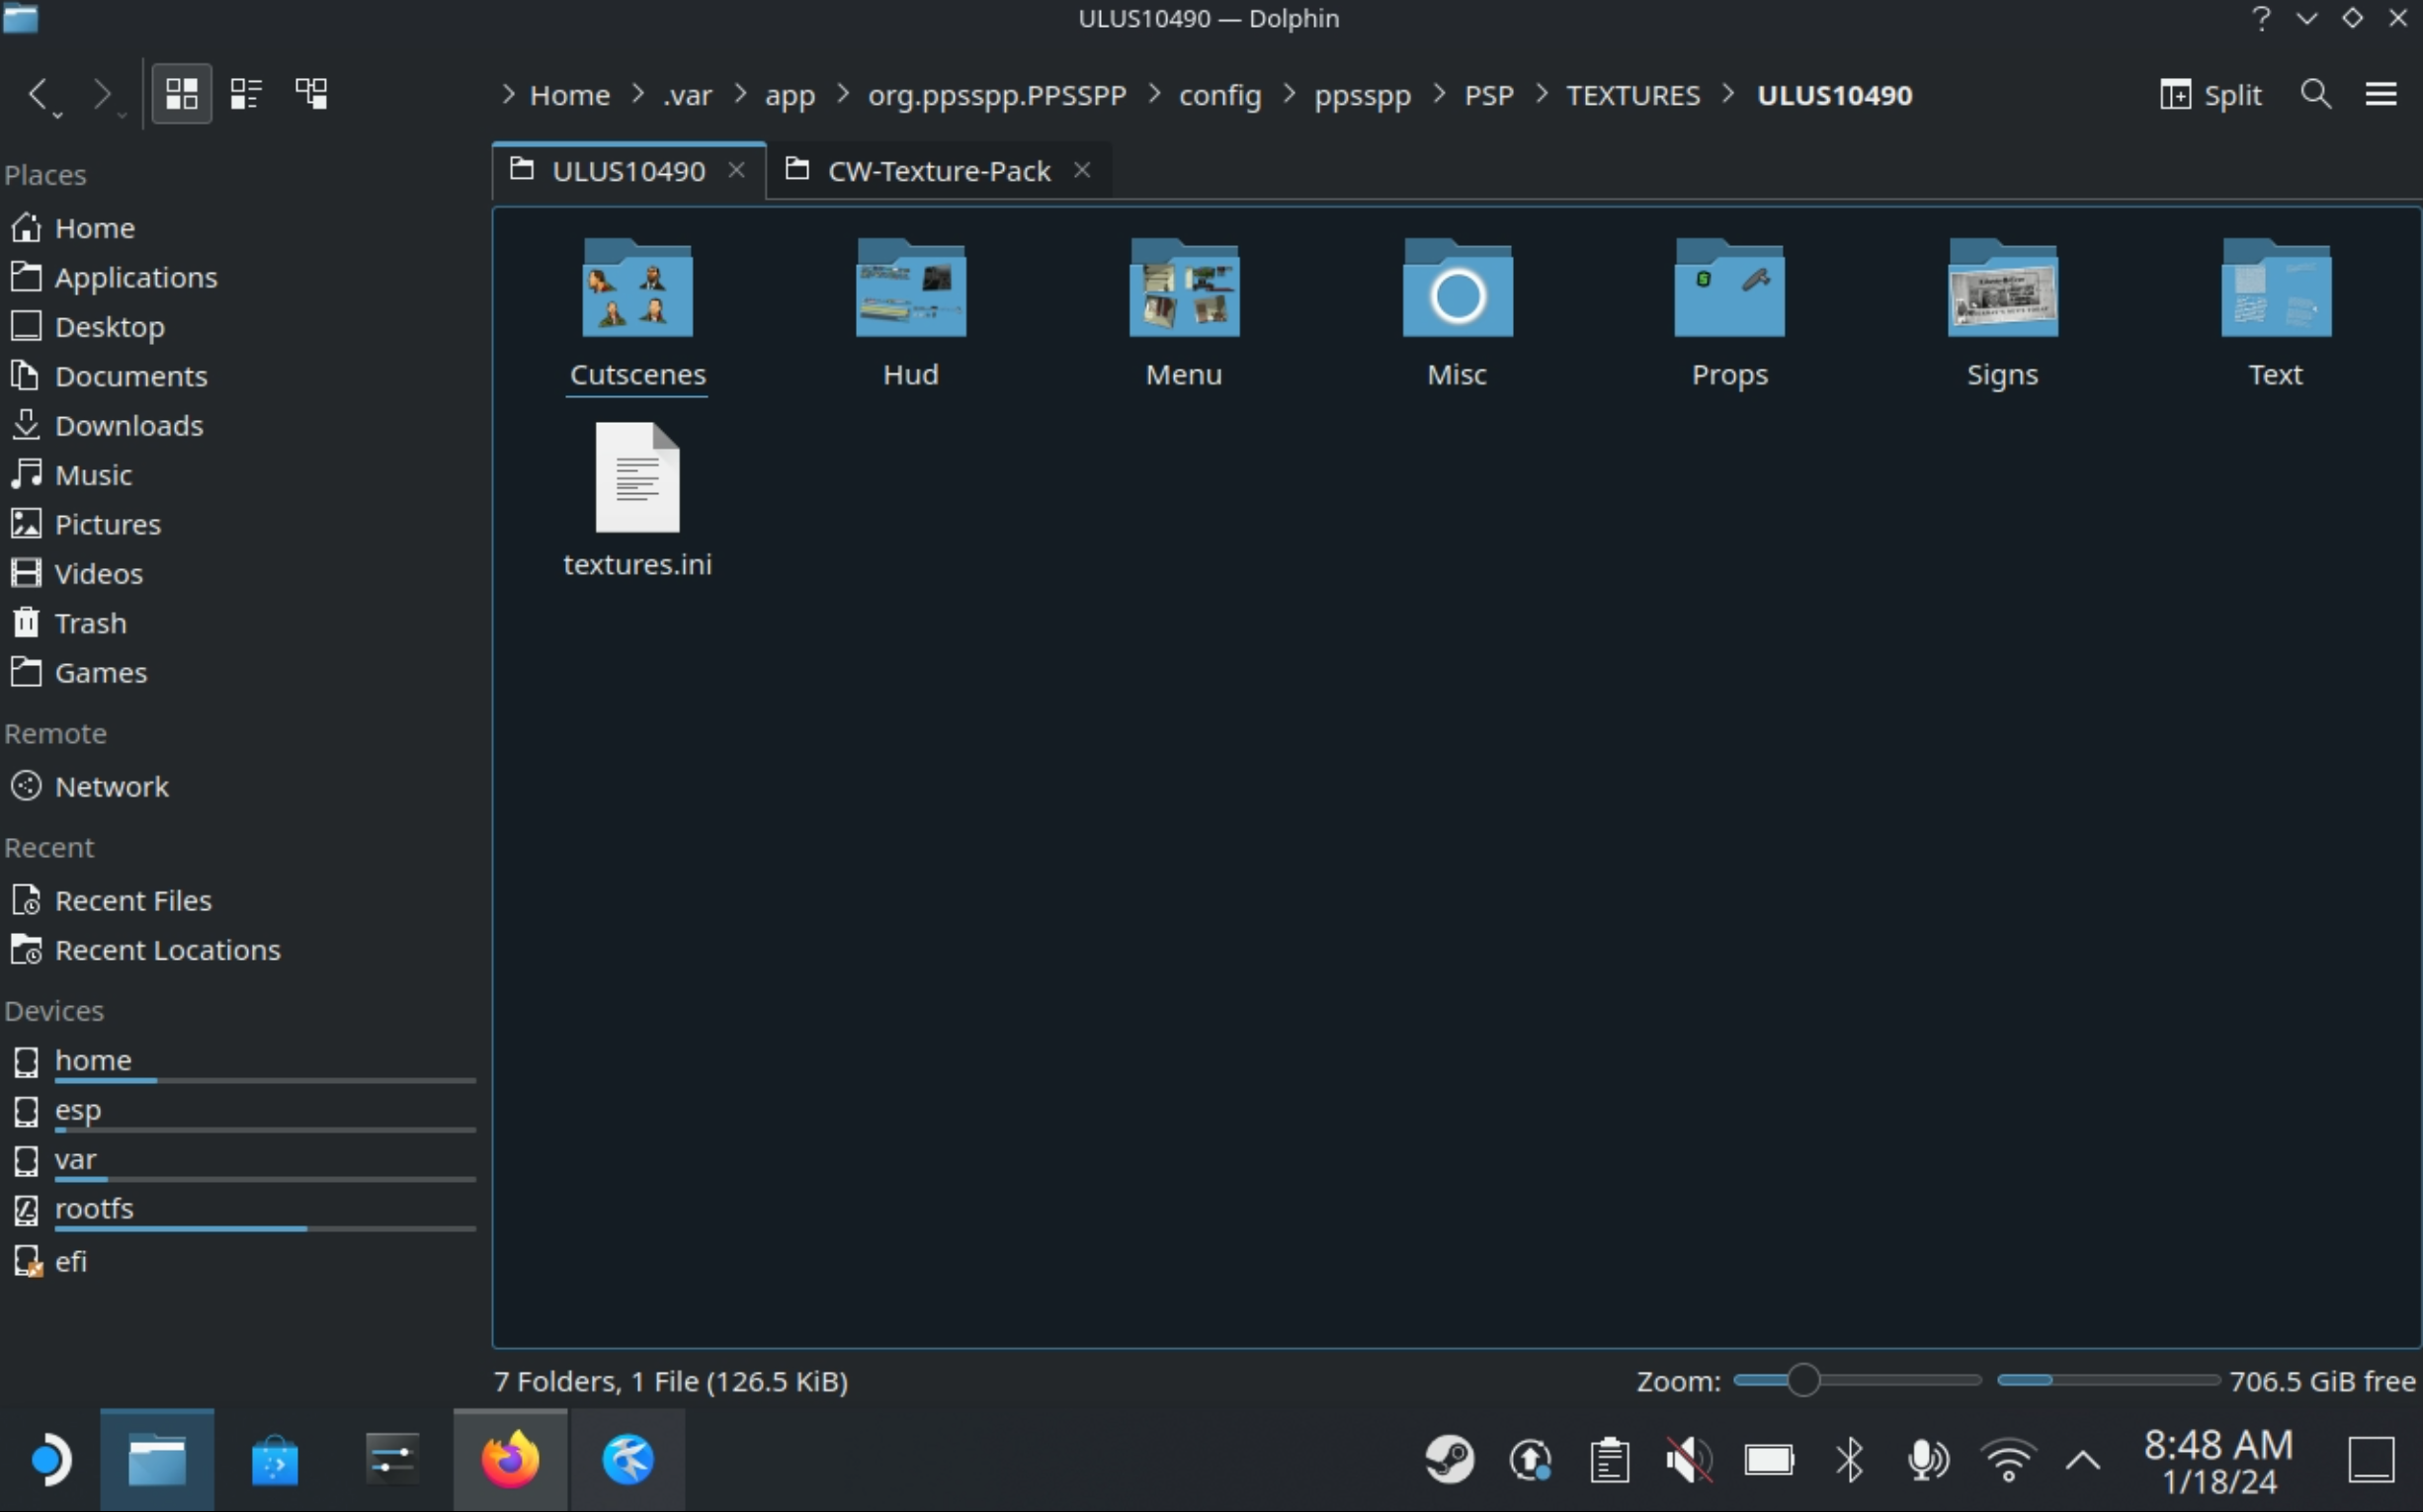 ULUS10490 — Dolphin
Home > .var > app > org.ppsspp.PPSSPP > config > ppsspp > PSP > TEXTURES > ULUS10490
Split
ULUS10490
CW-Texture-Pack
Places
Home
Applications
Desktop
Documents
Downloads
Music
Pictures
Videos
Trash
Games
Remote
Network
Recent
Recent Files
Recent Locations
Devices
home
esp
var
rootfs
efi
Cutscenes
Hud
Menu
Misc
Props
Signs
Text
textures.ini
7 Folders, 1 File (126.5 KiB)
Zoom:
706.5 GiB free
8:48 AM
1/18/24